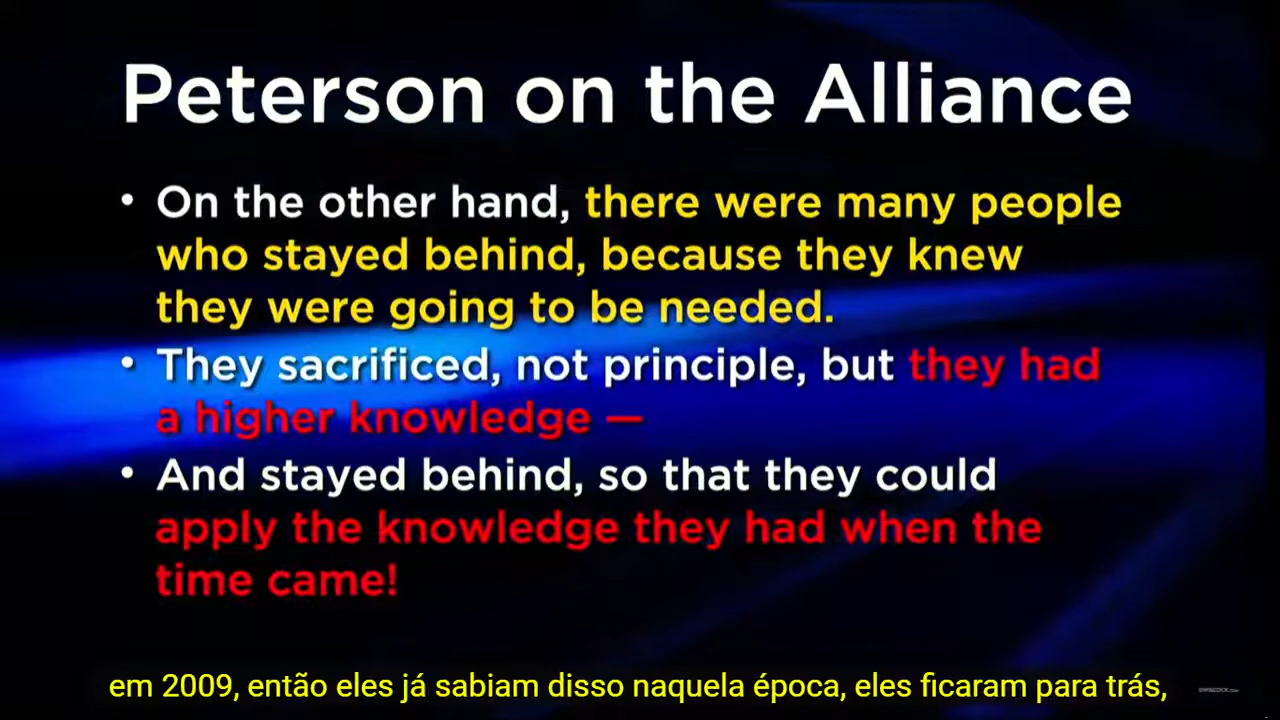 Peterson on the Alliance
• On the other hand, there were many people
who stayed behind, because they knew
they were going to be needed.
• They sacrificed, not principle, but they had
a higher knowledge —
• And stayed behind, so that they could
apply the knowledge they had when the
time came!
em 2009, então eles já sabiam disso naquela época, eles ficaram para trás,